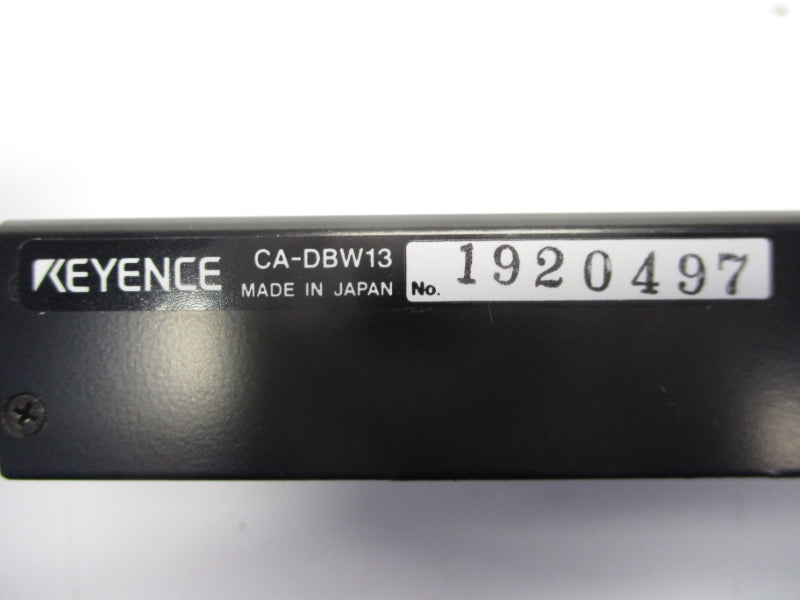 KEYENCE
CA-DBW13
MADE IN JAPAN
No. 1920497